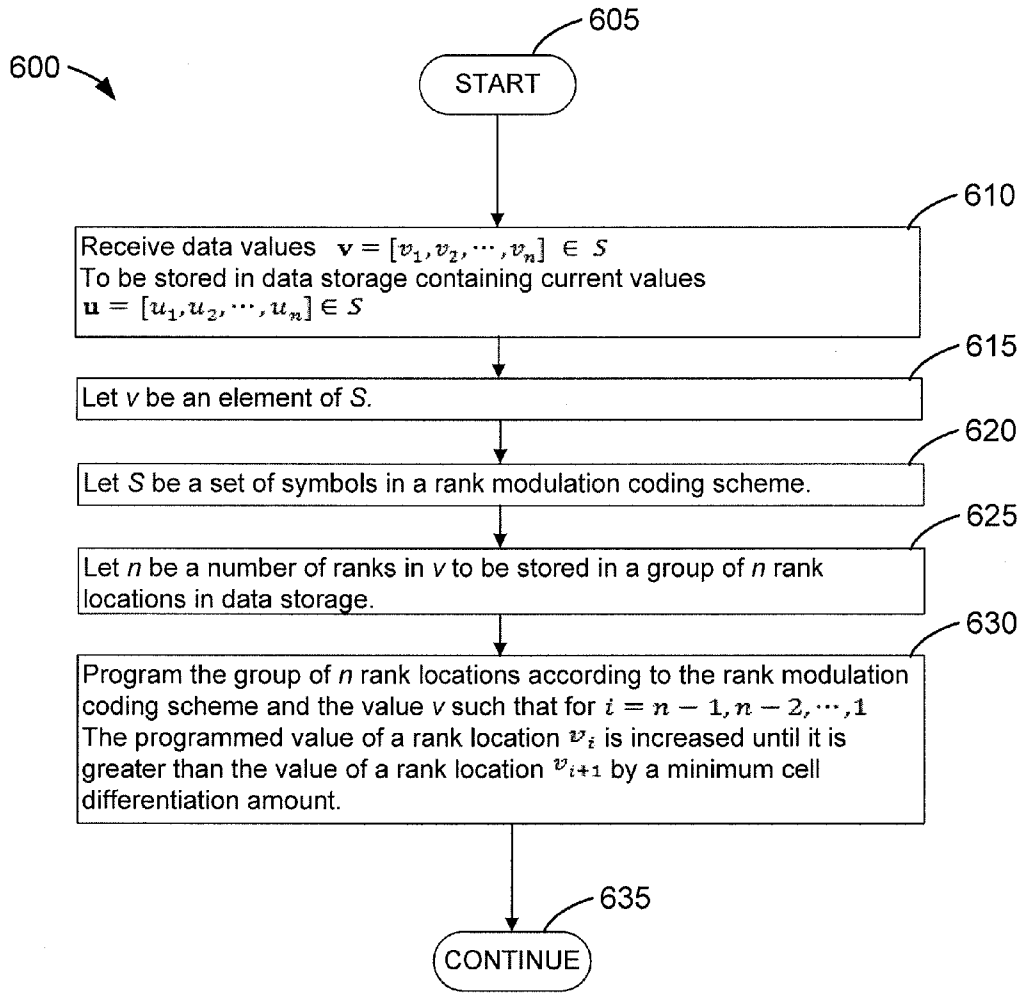 605
600
START
610
Receive data values v = [v₁,v₂,⋯,vₙ] ∈ S
To be stored in data storage containing current values
u = [u₁,u₂,⋯,uₙ] ∈ S
615
Let v be an element of S.
620
Let S be a set of symbols in a rank modulation coding scheme.
625
Let n be a number of ranks in v to be stored in a group of n rank
locations in data storage.
630
Program the group of n rank locations according to the rank modulation
coding scheme and the value v such that for i = n − 1, n − 2, ⋯, 1
The programmed value of a rank location vᵢ is increased until it is
greater than the value of a rank location vᵢ₊₁ by a minimum cell
differentiation amount.
635
CONTINUE